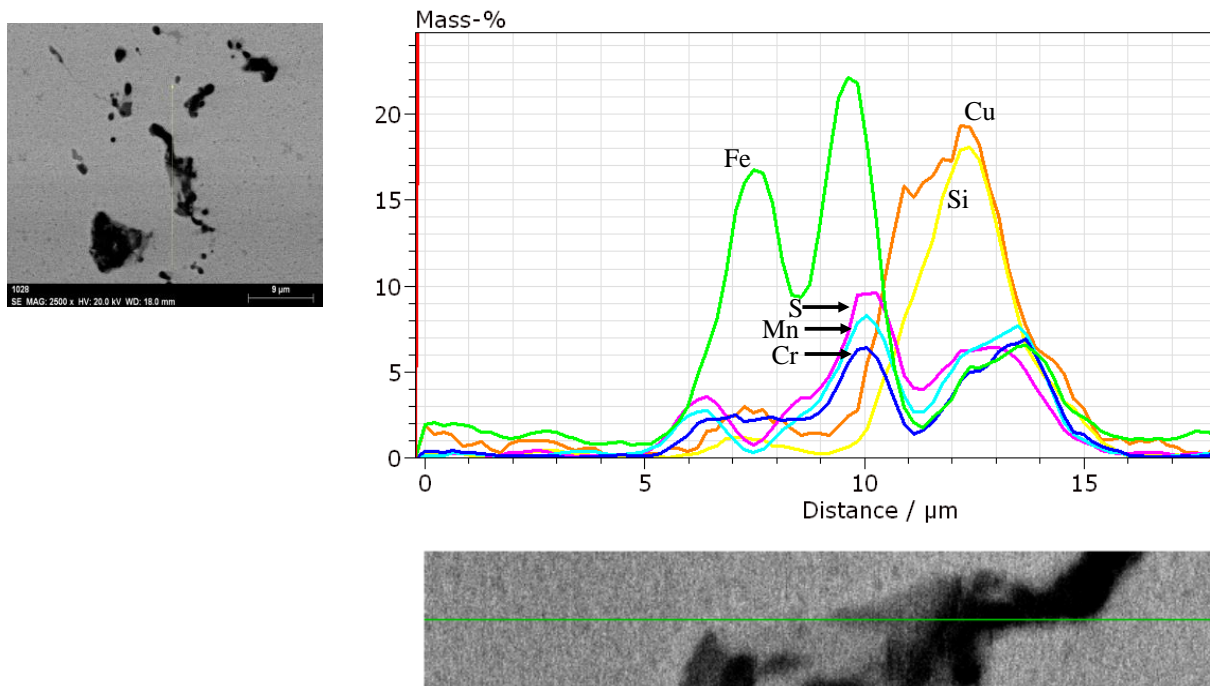 1028
SE MAG: 2500 x HV: 20.0 kV WD: 18.0 mm
9 µm
Mass-%
20
15
10
5
0
Fe
Cu
Si
S
Mn
Cr
0 5 10 15
Distance / µm